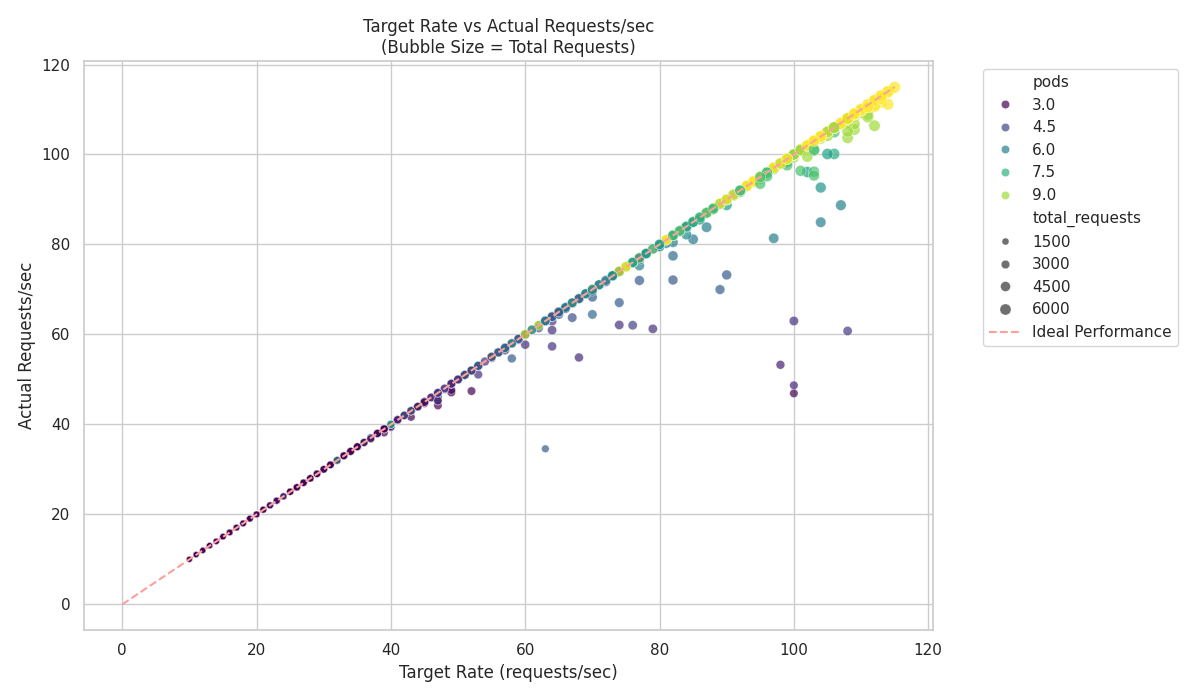 Target Rate vs Actual Requests/sec
(Bubble Size = Total Requests)
120
100
80
60
40
20
0
Actual Requests/sec
0 20 40 60 80 100 120
Target Rate (requests/sec)
pods
3.0
4.5
6.0
7.5
9.0
total_requests
1500
3000
4500
6000
Ideal Performance